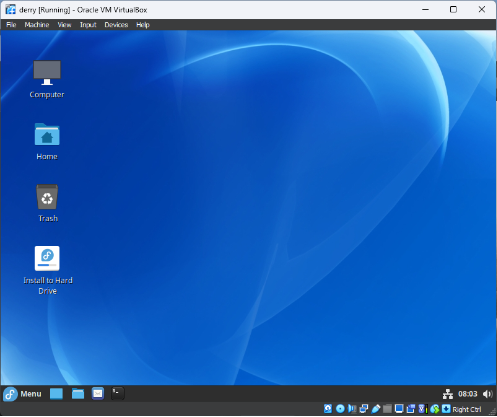 derry [Running] - Oracle VM VirtualBox
File Machine View Input Devices Help
Computer
Home
Trash
Install to Hard
Drive
Menu
08:03
Right Ctrl